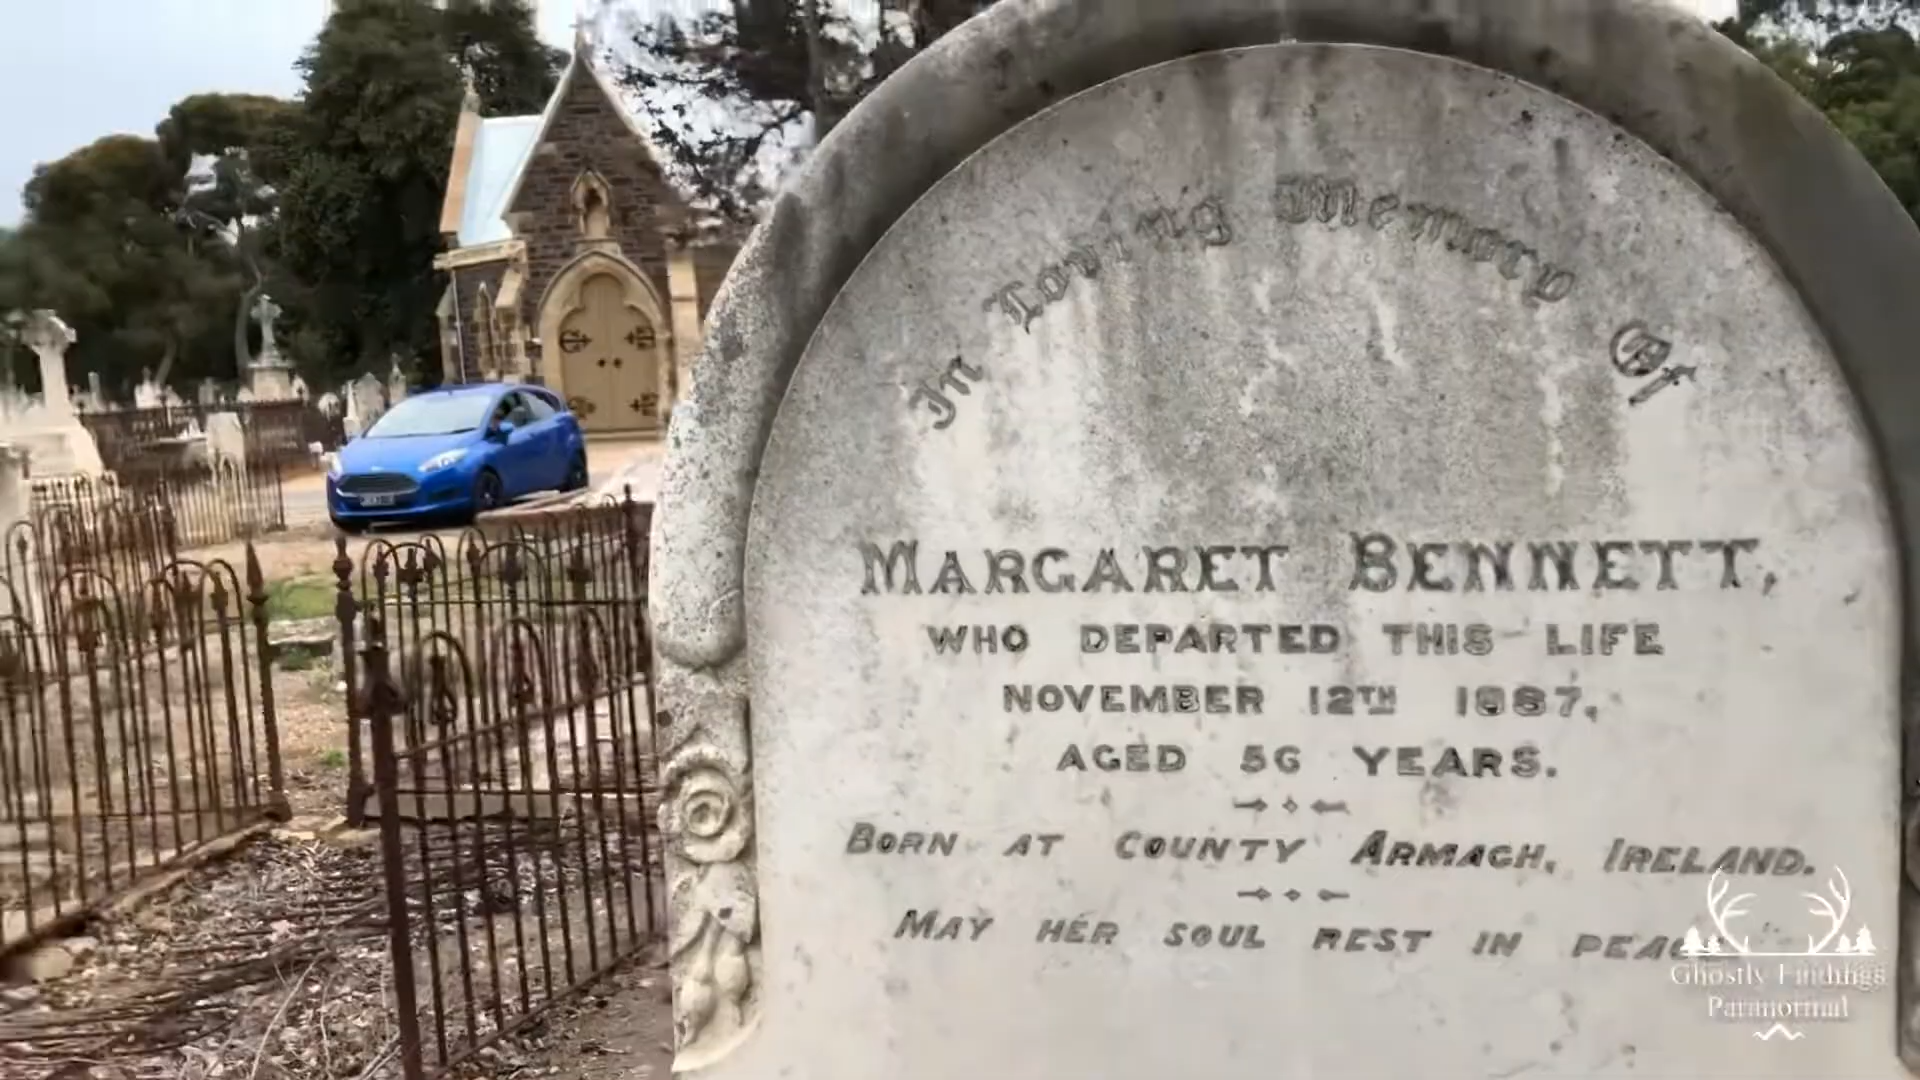 In Loving Memory Of
MARGARET BENNETT,
WHO DEPARTED THIS LIFE
NOVEMBER 12TH 1887,
AGED 56 YEARS.
BORN AT COUNTY ARMAGH, IRELAND.
MAY HER SOUL REST IN PEAC
Ghostly Findings
Paranormal